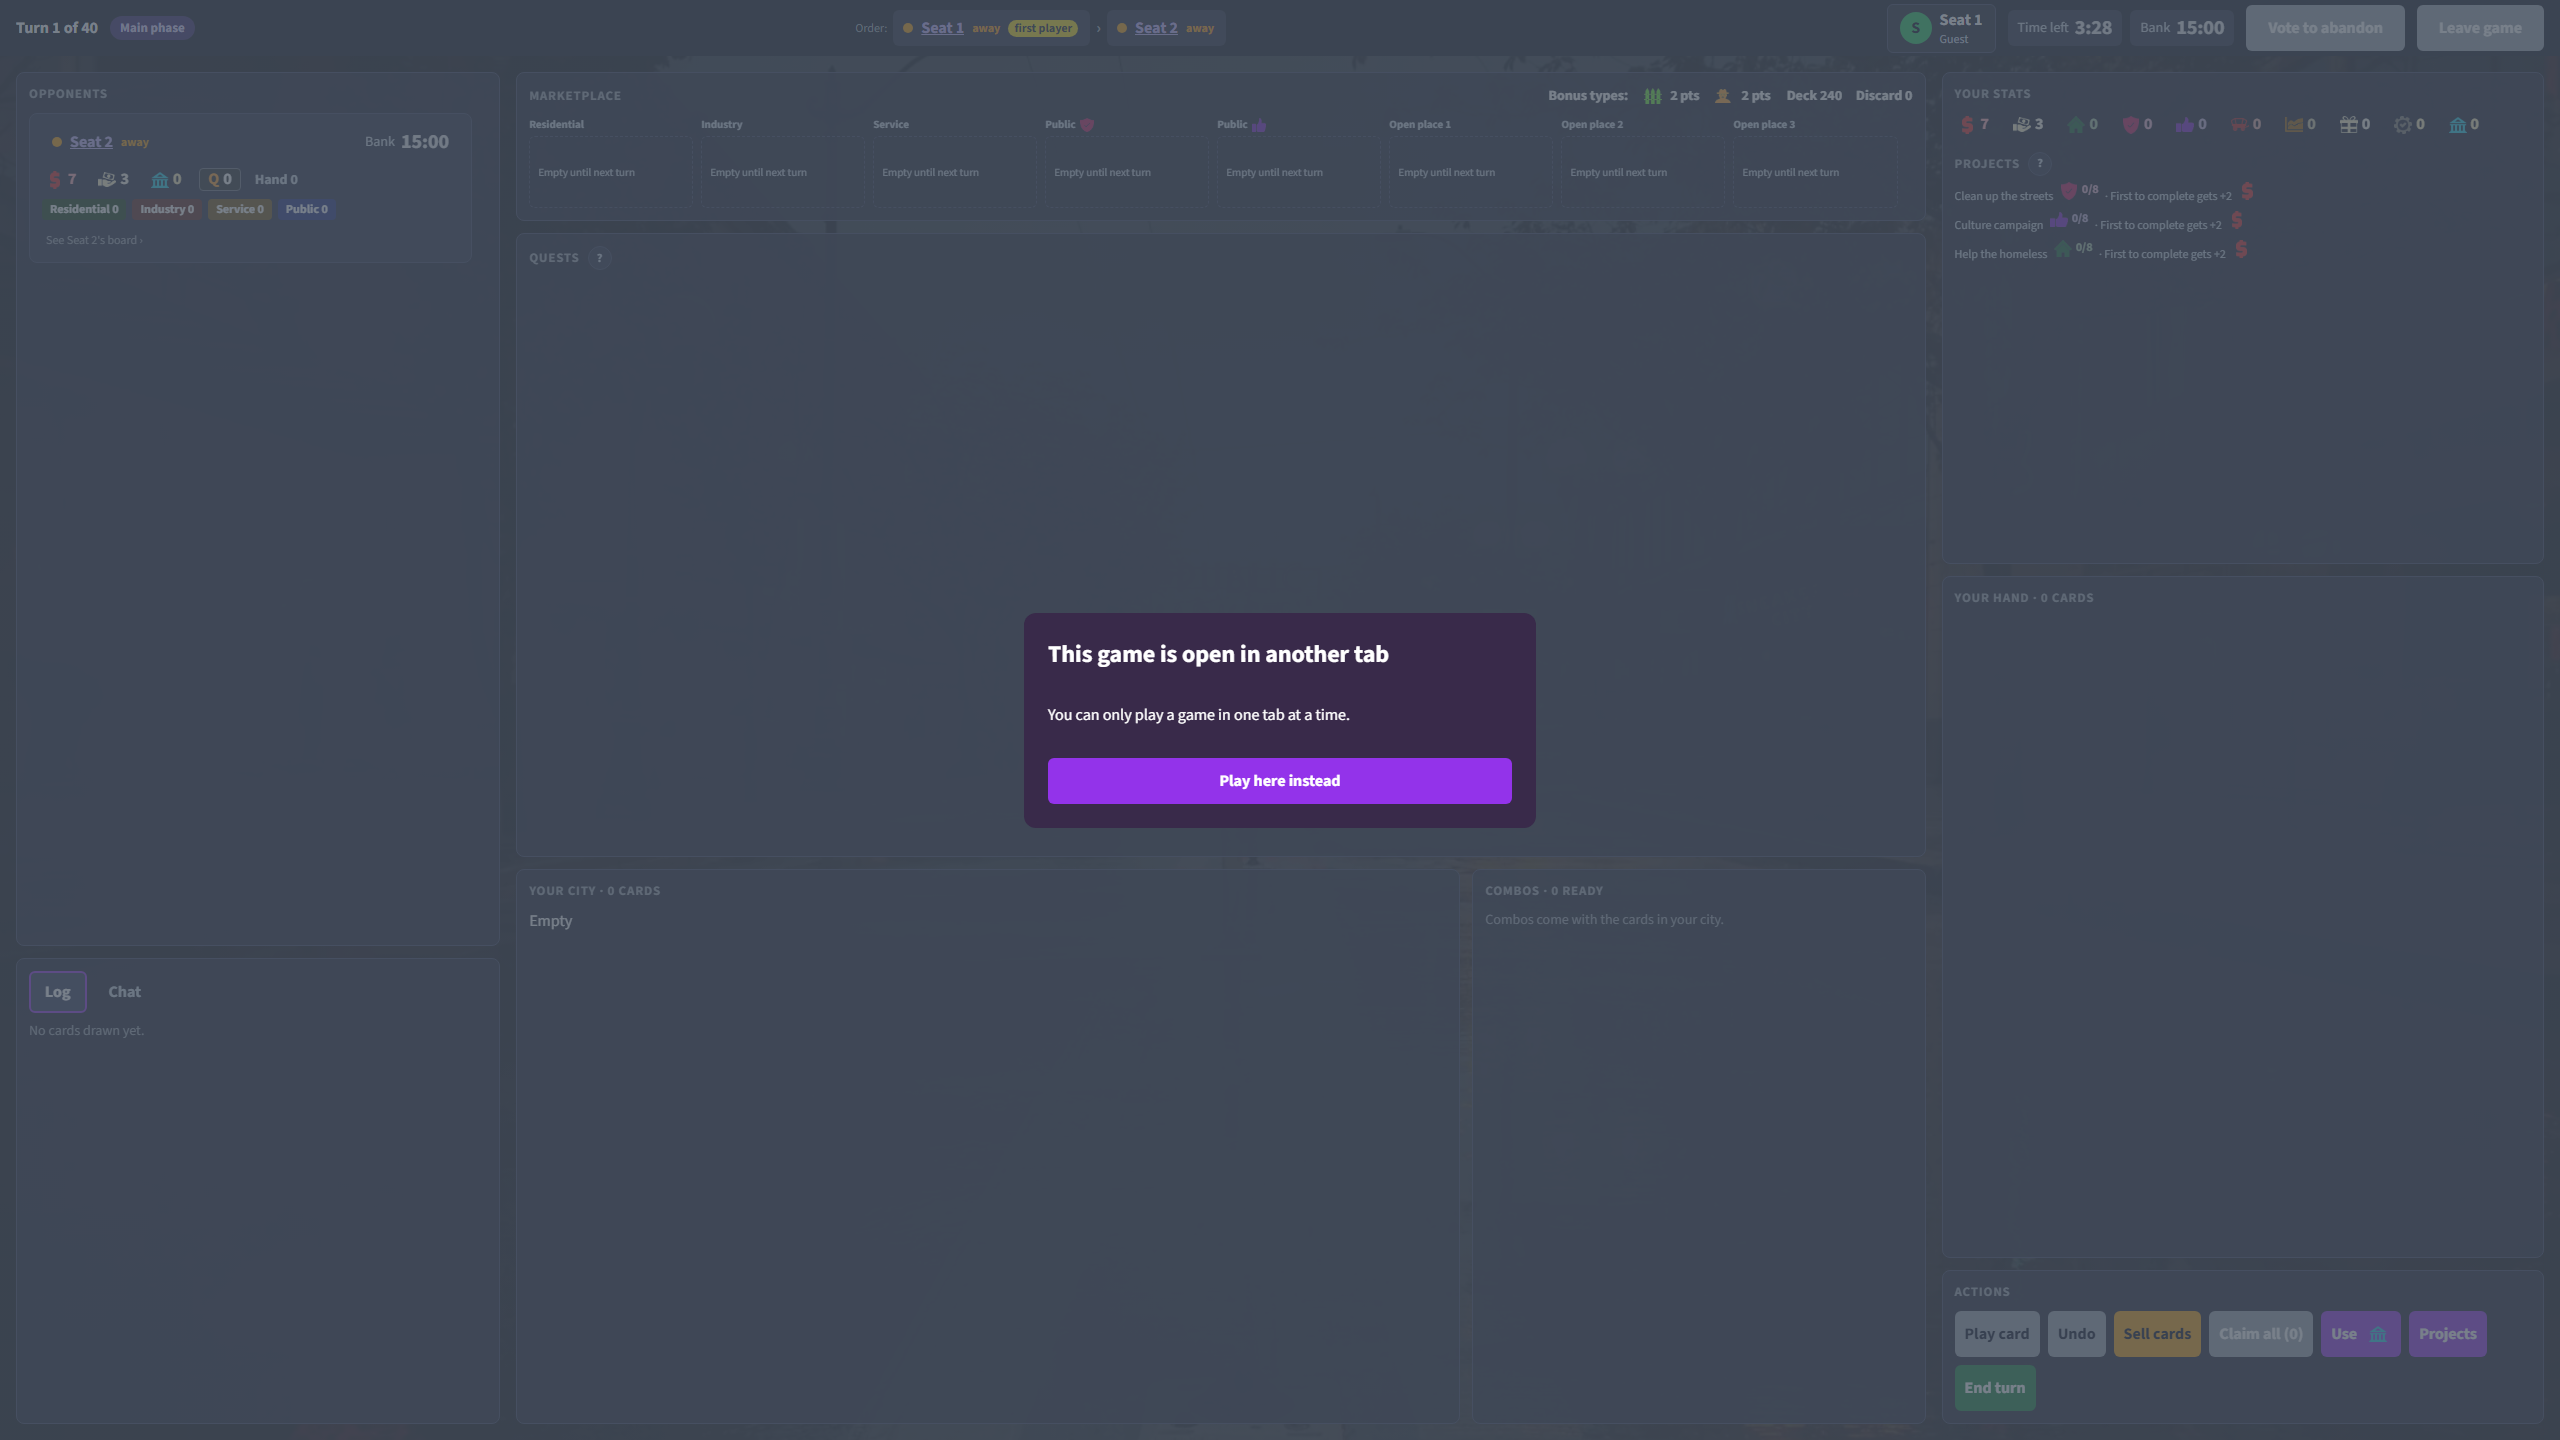 Turn 1 of 40 Main phase
Order: Seat 1 away first player › Seat 2 away
S Seat 1 Guest
Time left 3:28 Bank 15:00 Vote to abandon Leave game
OPPONENTS
Seat 2 away Bank 15:00
7 3 0 Q 0 Hand 0
Residential 0 Industry 0 Service 0 Public 0
See Seat 2's board ›
MARKETPLACE Bonus types: 2 pts 2 pts Deck 240 Discard 0
Residential Industry Service Public Public Open place 1 Open place 2 Open place 3
Empty until next turn Empty until next turn Empty until next turn Empty until next turn Empty until next turn Empty until next turn Empty until next turn Empty until next turn
QUESTS ?
YOUR STATS
$ 7 3 0 0 0 0 0 0 0 0
PROJECTS ?
Clean up the streets 0/8 · First to complete gets +2 $
Culture campaign 0/8 · First to complete gets +2 $
Help the homeless 0/8 · First to complete gets +2 $
YOUR HAND · 0 CARDS
This game is open in another tab
You can only play a game in one tab at a time.
Play here instead
YOUR CITY · 0 CARDS
Empty
COMBOS · 0 READY
Combos come with the cards in your city.
Log Chat
No cards drawn yet.
ACTIONS
Play card Undo Sell cards Claim all (0) Use Projects
End turn